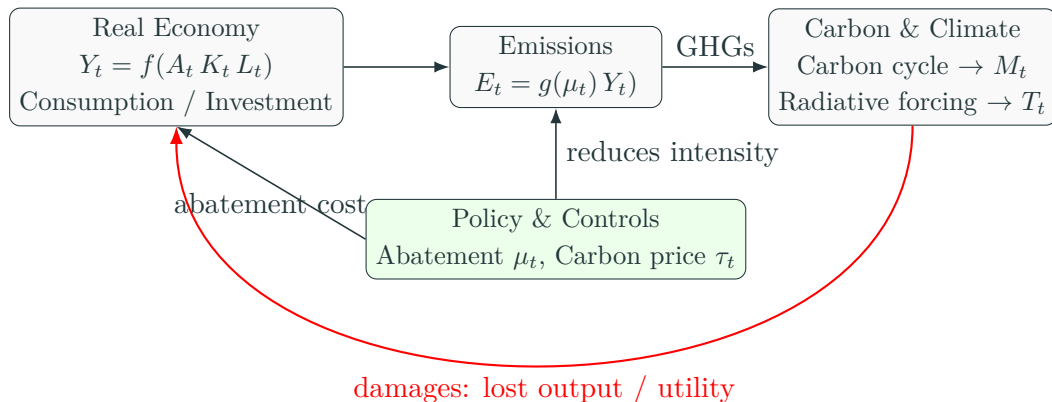 Real Economy
Y_t = f(A_t K_t L_t)
Consumption / Investment
Emissions
E_t = g(μ_t) Y_t)
GHGs
Carbon & Climate
Carbon cycle → M_t
Radiative forcing → T_t
reduces intensity
abatement cost
Policy & Controls
Abatement μ_t, Carbon price τ_t
damages: lost output / utility